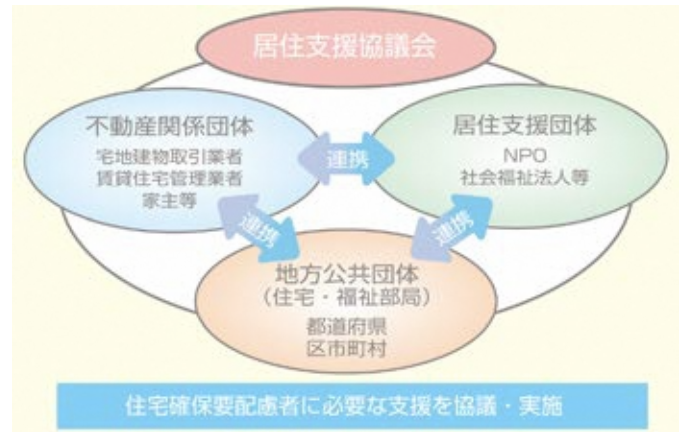 居住支援協議会
不動産関係団体
宅地建物取引業者
賃貸住宅管理業者
家主等
連携
居住支援団体
NPO
社会福祉法人等
連携
連携
地方公共団体
（住宅・福祉部局）
都道府県
区市町村
住宅確保要配慮者に必要な支援を協議・実施